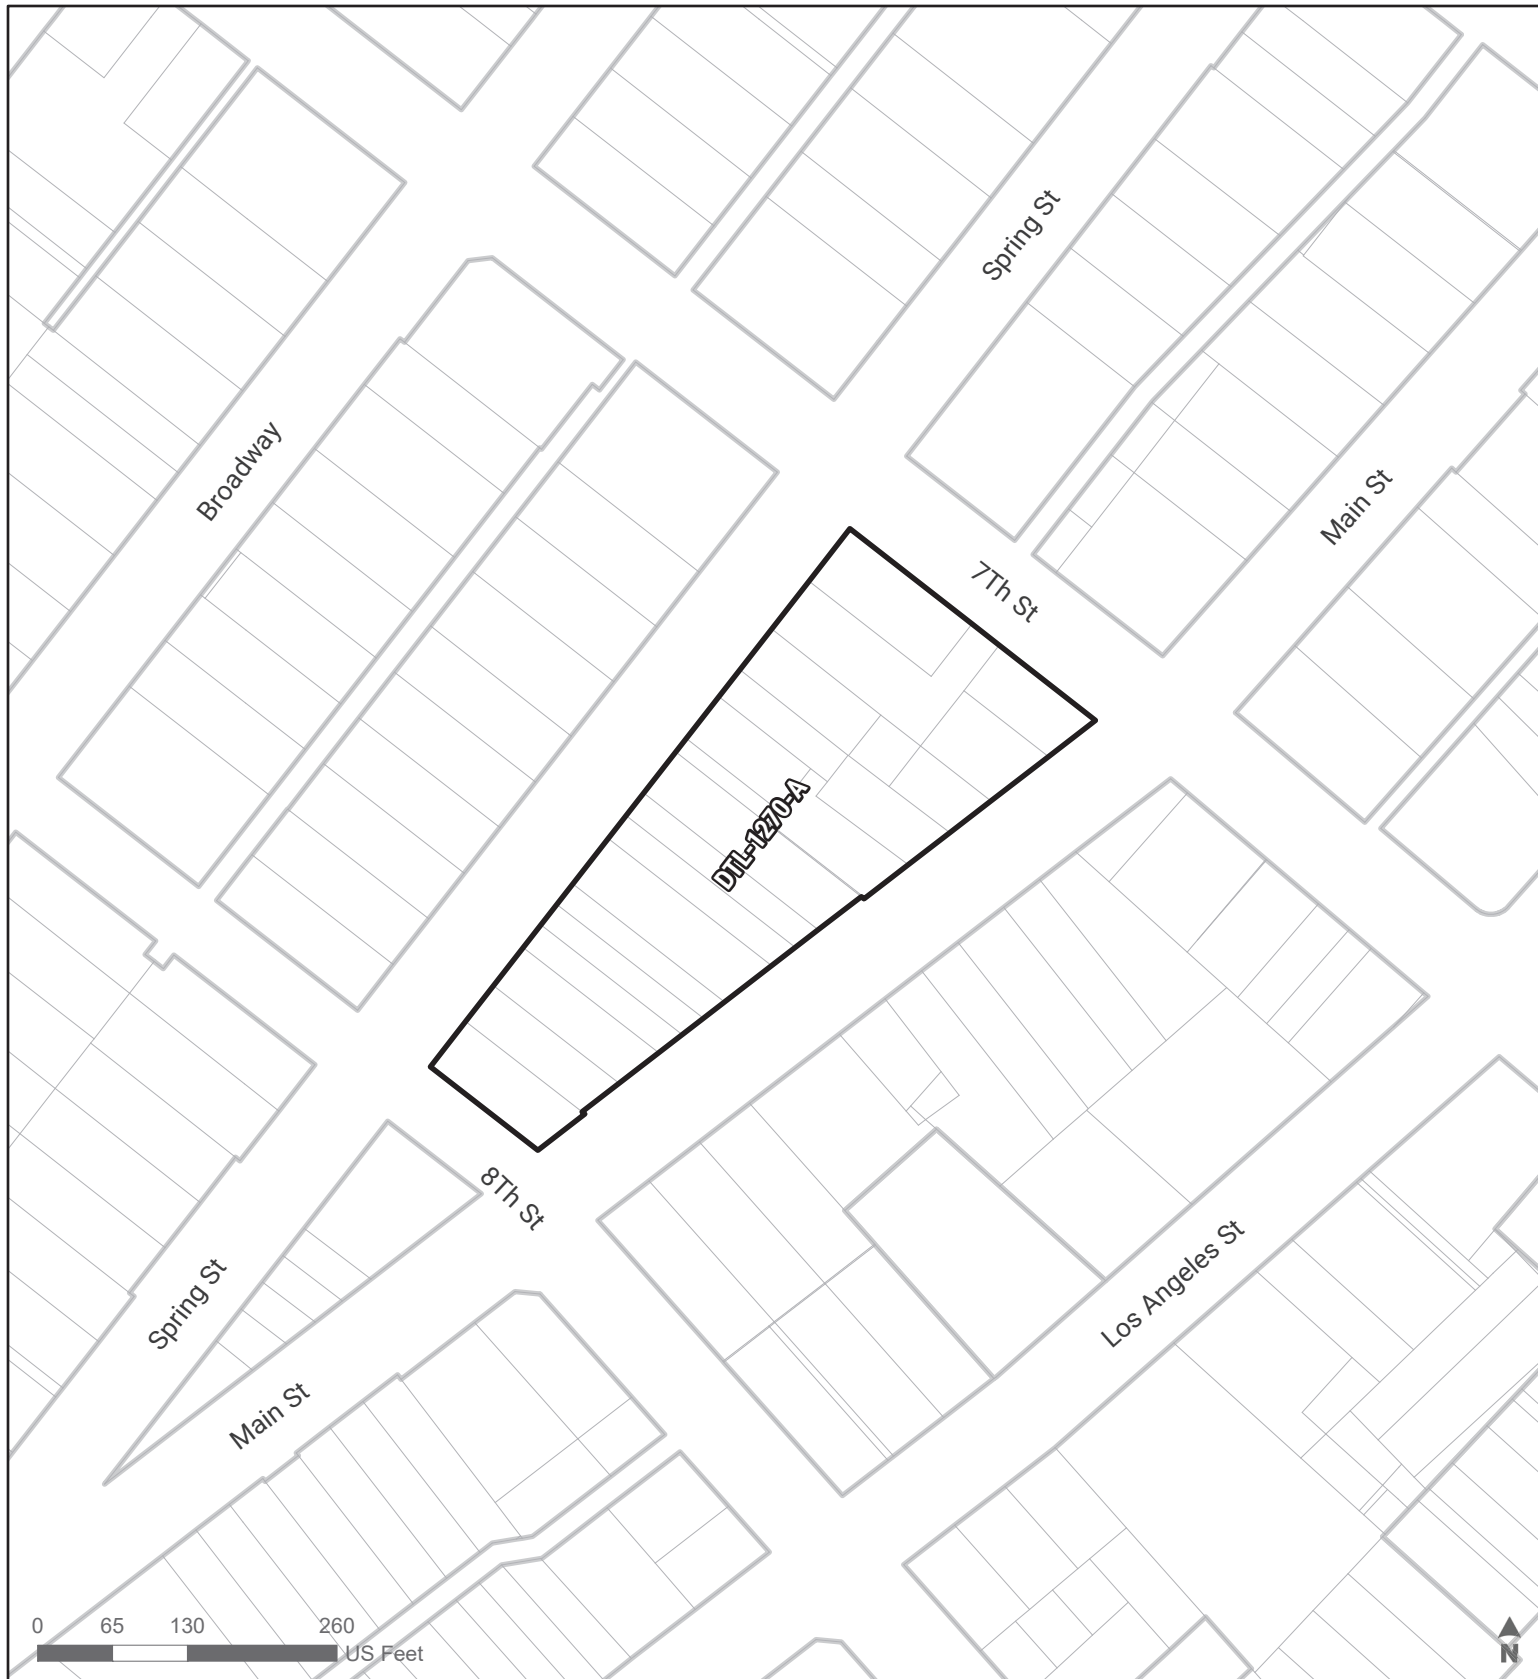 Spring St
Broadway
Main St
7Th St
DTL-1270-A
8Th St
Spring St
Los Angeles St
Main St
0 65 130 260
US Feet
N